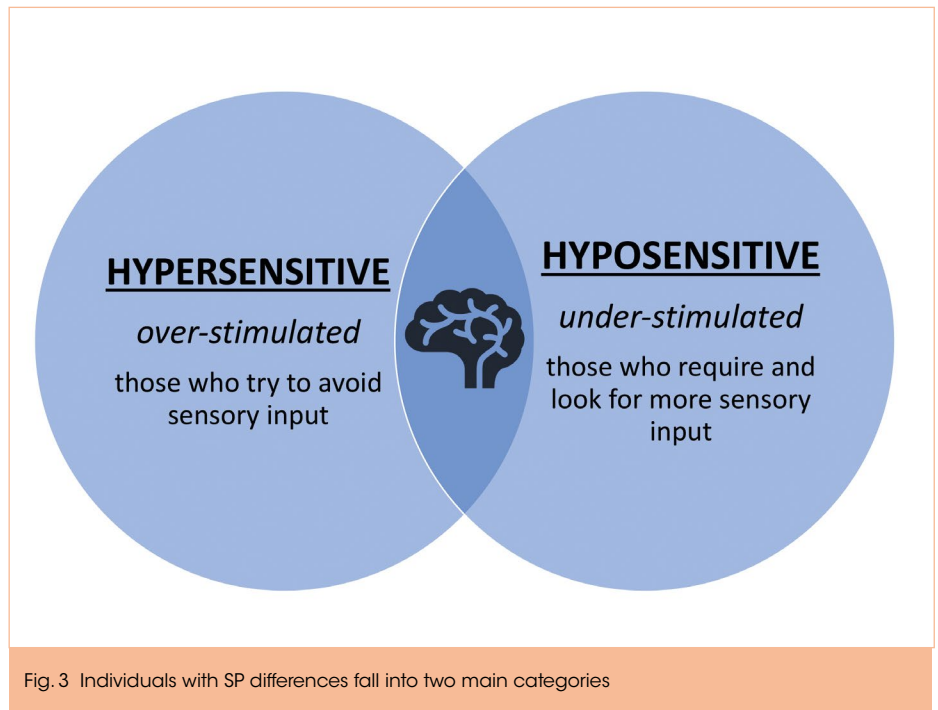 HYPERSENSITIVE
over-stimulated
those who try to avoid
sensory input
HYPOSENSITIVE
under-stimulated
those who require and
look for more sensory
input
Fig. 3 Individuals with SP differences fall into two main categories